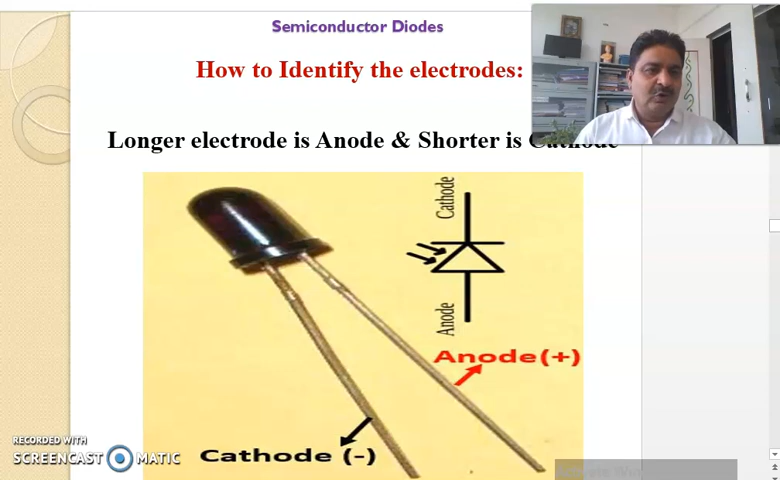 Semiconductor Diodes
How to Identify the electrodes:
Longer electrode is Anode & Shorter is Cathode
Cathode
Anode
Anode(+)
Cathode (-)
RECORDED WITH
SCREENCAST MATIC